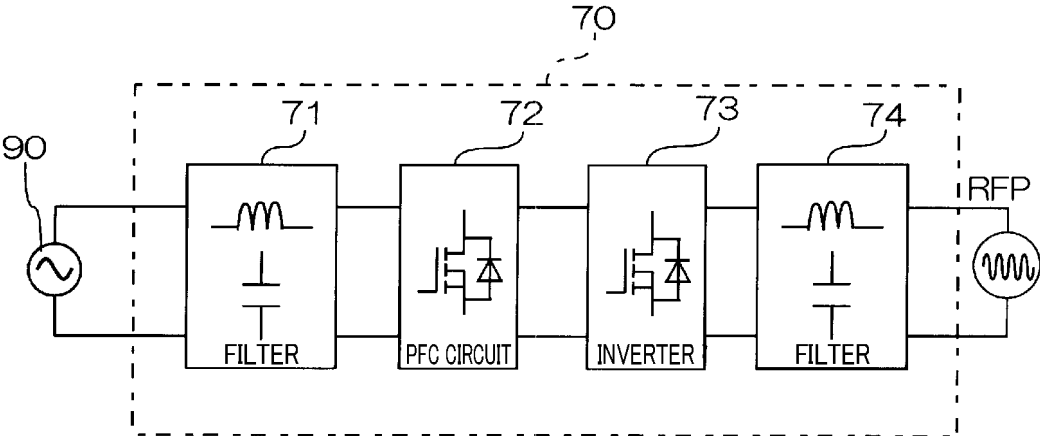 70
71
72
73
74
90
RFP
FILTER
PFC CIRCUIT
INVERTER
FILTER